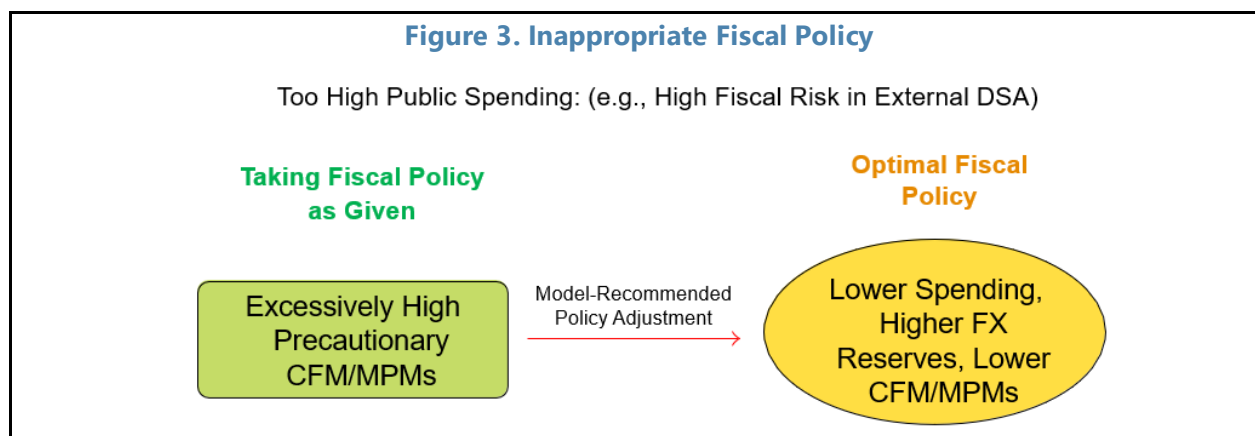 Figure 3. Inappropriate Fiscal Policy
Too High Public Spending: (e.g., High Fiscal Risk in External DSA)
Taking Fiscal Policy
as Given
Optimal Fiscal
Policy
Excessively High
Precautionary
CFM/MPMs
Model-Recommended
Policy Adjustment
Lower Spending,
Higher FX
Reserves, Lower
CFM/MPMs